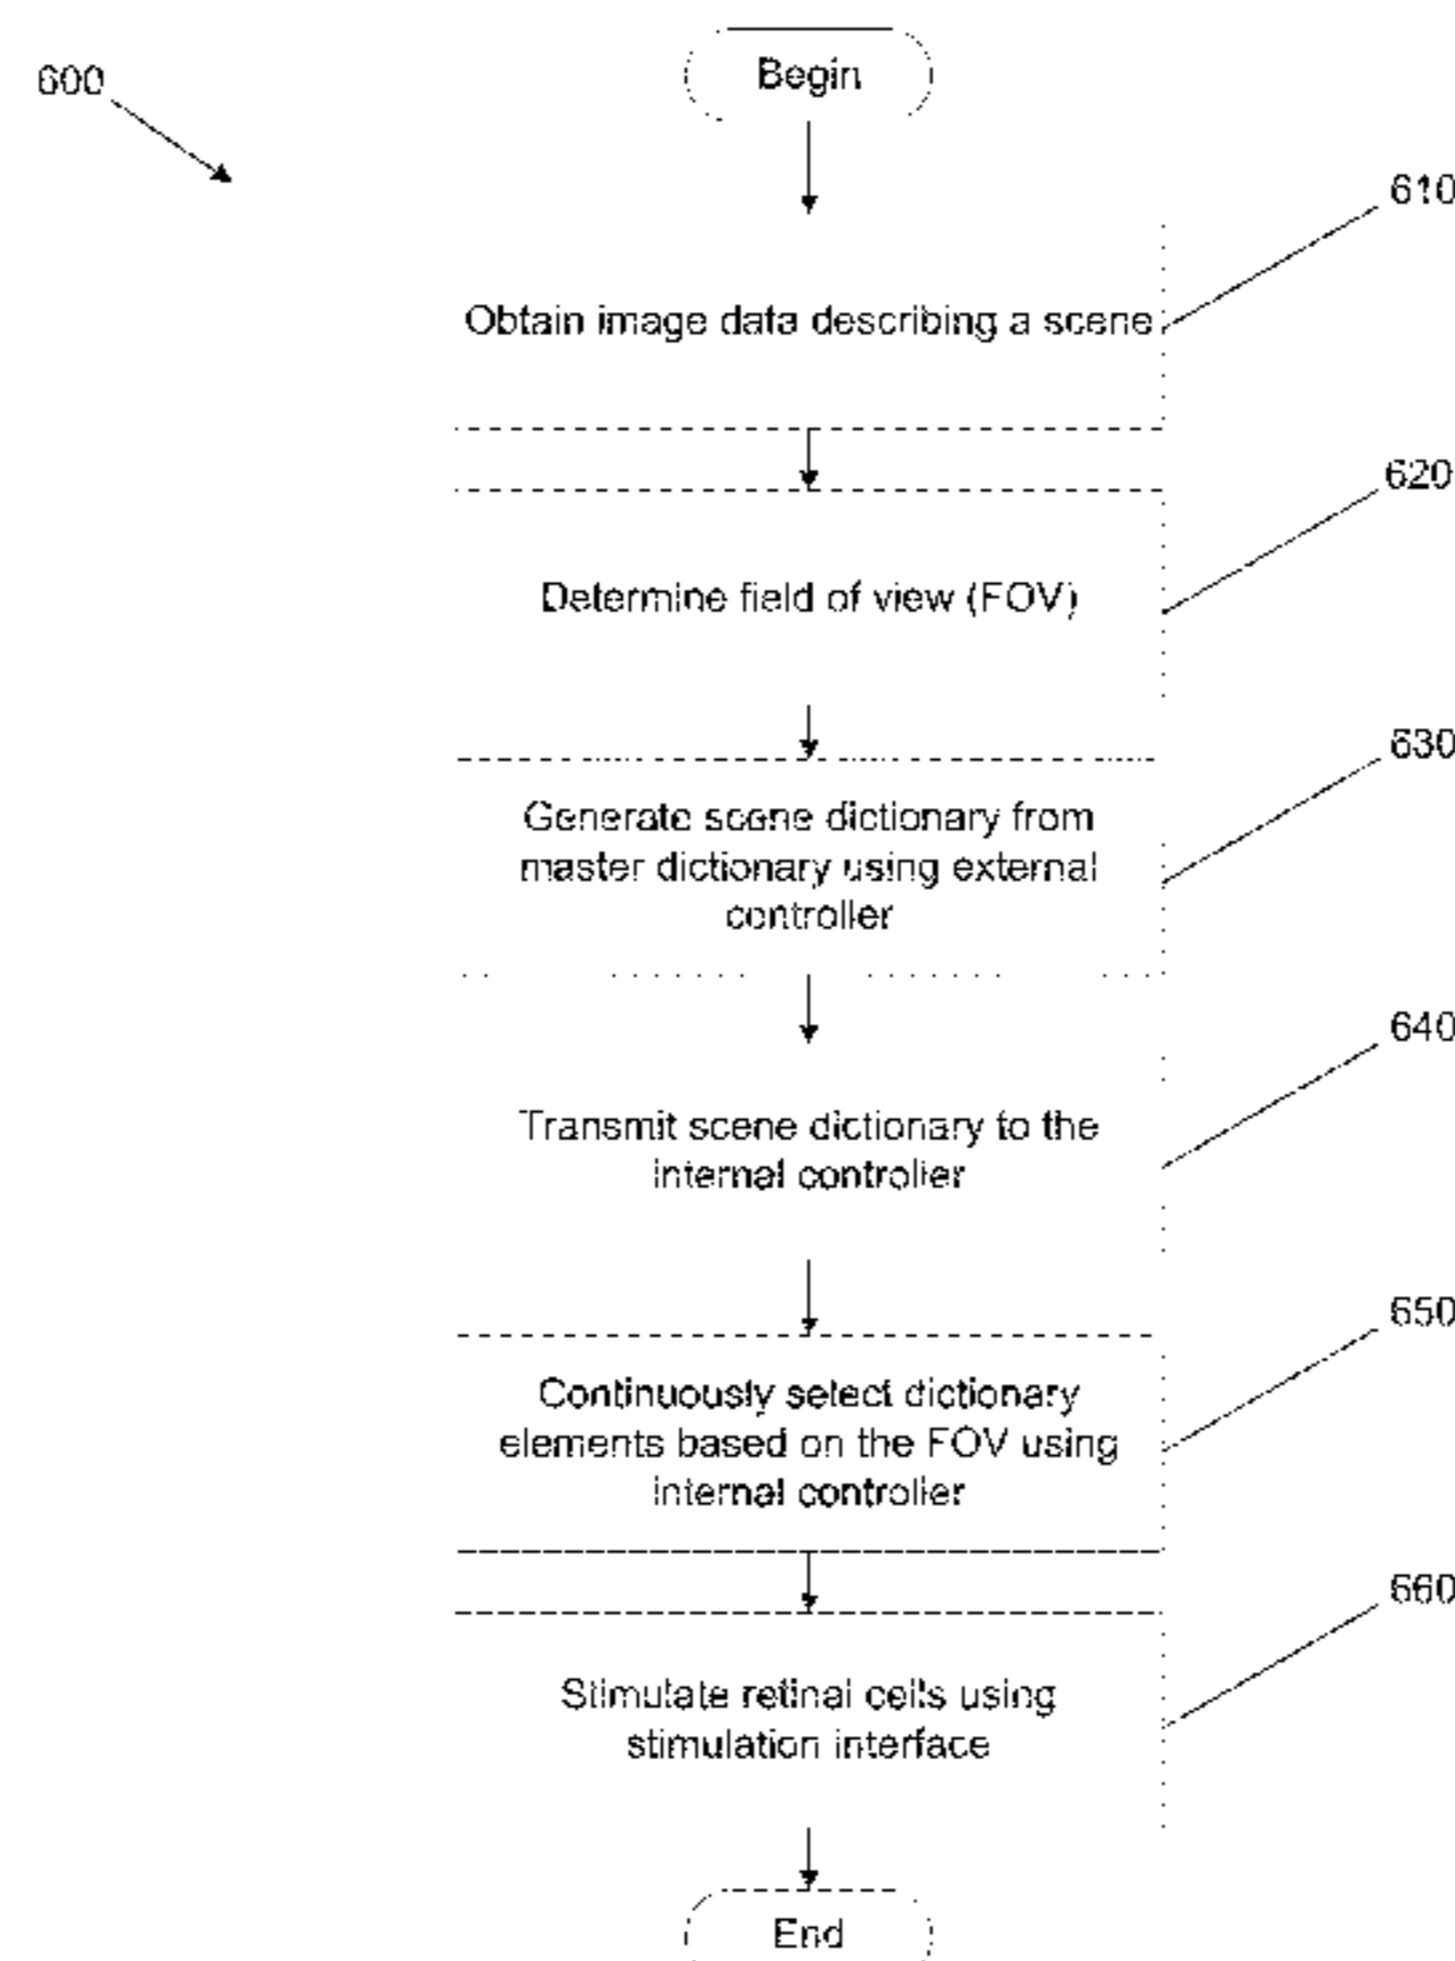 600
Begin
610
Obtain image data describing a scene
620
Determine field of view (FOV)
630
Generate scene dictionary from
master dictionary using external
controller
640
Transmit scene dictionary to the
internal controller
650
Continuously select dictionary
elements based on the FOV using
internal controller
660
Stimulate retinal cells using
stimulation interface
End